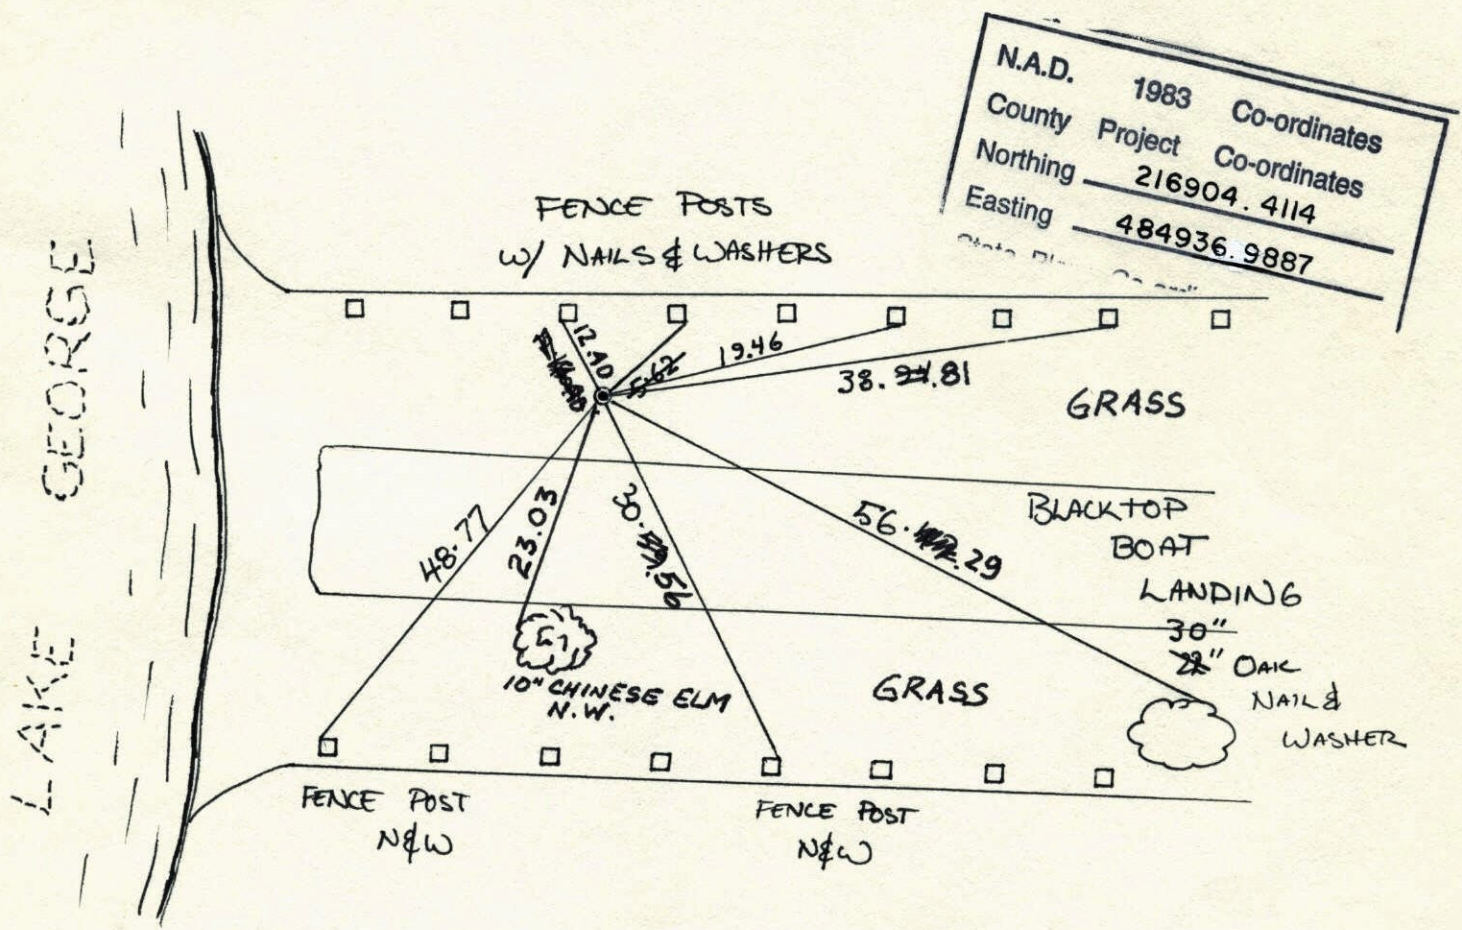 N.A.D. 1983 Co-ordinates
County Project Co-ordinates
Northing 216904.4114
Easting 484936.9887
FENCE POSTS
W/ NAILS & WASHERS
LAKE GEORGE
12.40
5.62
19.46
38.81
GRASS
48.77
23.03
30.56
56.29
BLACKTOP
BOAT
LANDING
30"
22" OAK
NAIL &
WASHER
10" CHINESE ELM
N.W.
GRASS
FENCE POST
N&W
FENCE POST
N&W